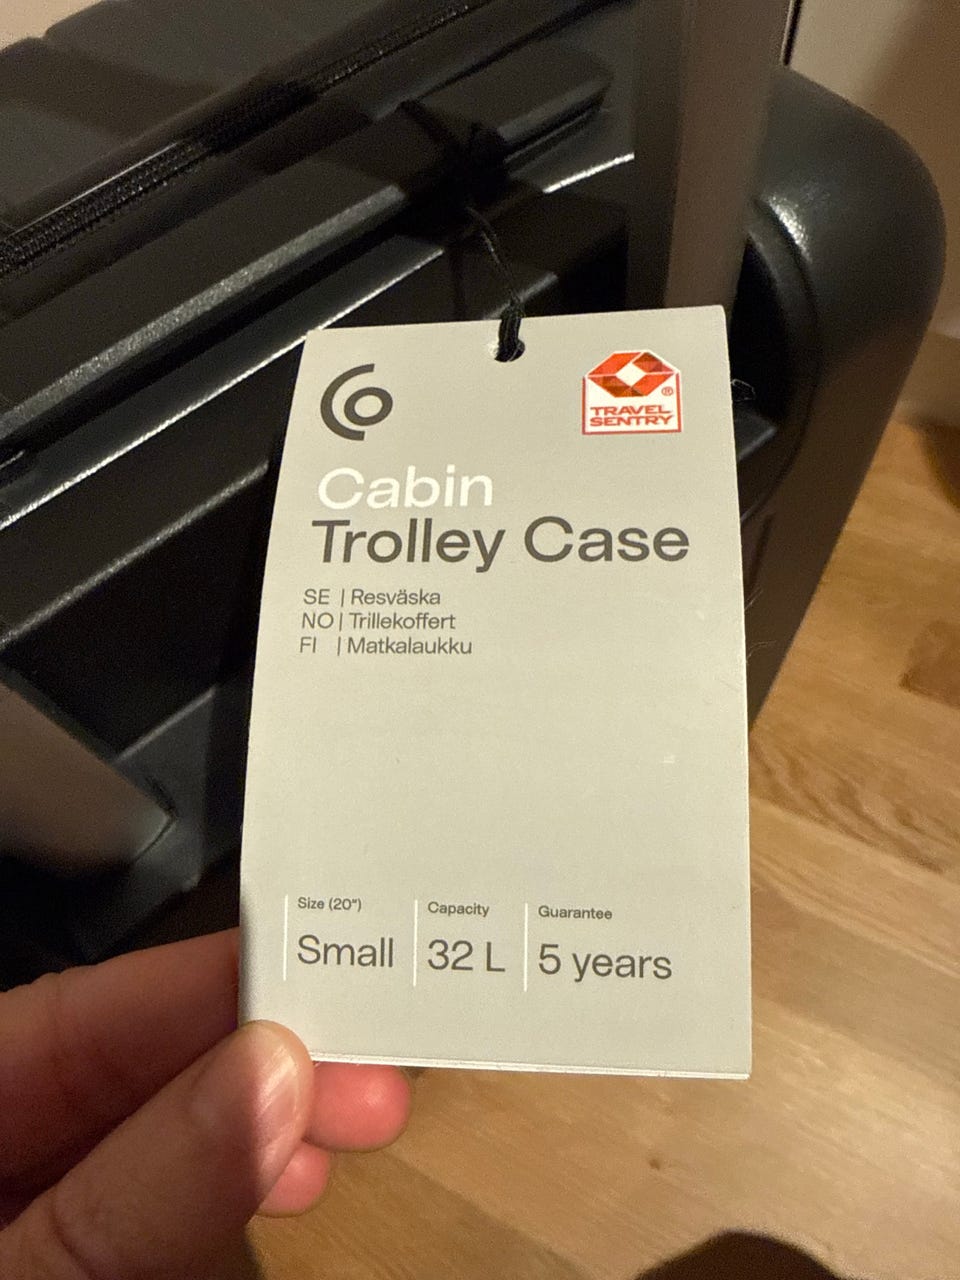 Co
TRAVEL
SENTRY®
Cabin
Trolley Case
SE | Resväska
NO | Trillekoffert
FI | Matkalaukku
Size (20") Capacity Guarantee
Small 32 L 5 years